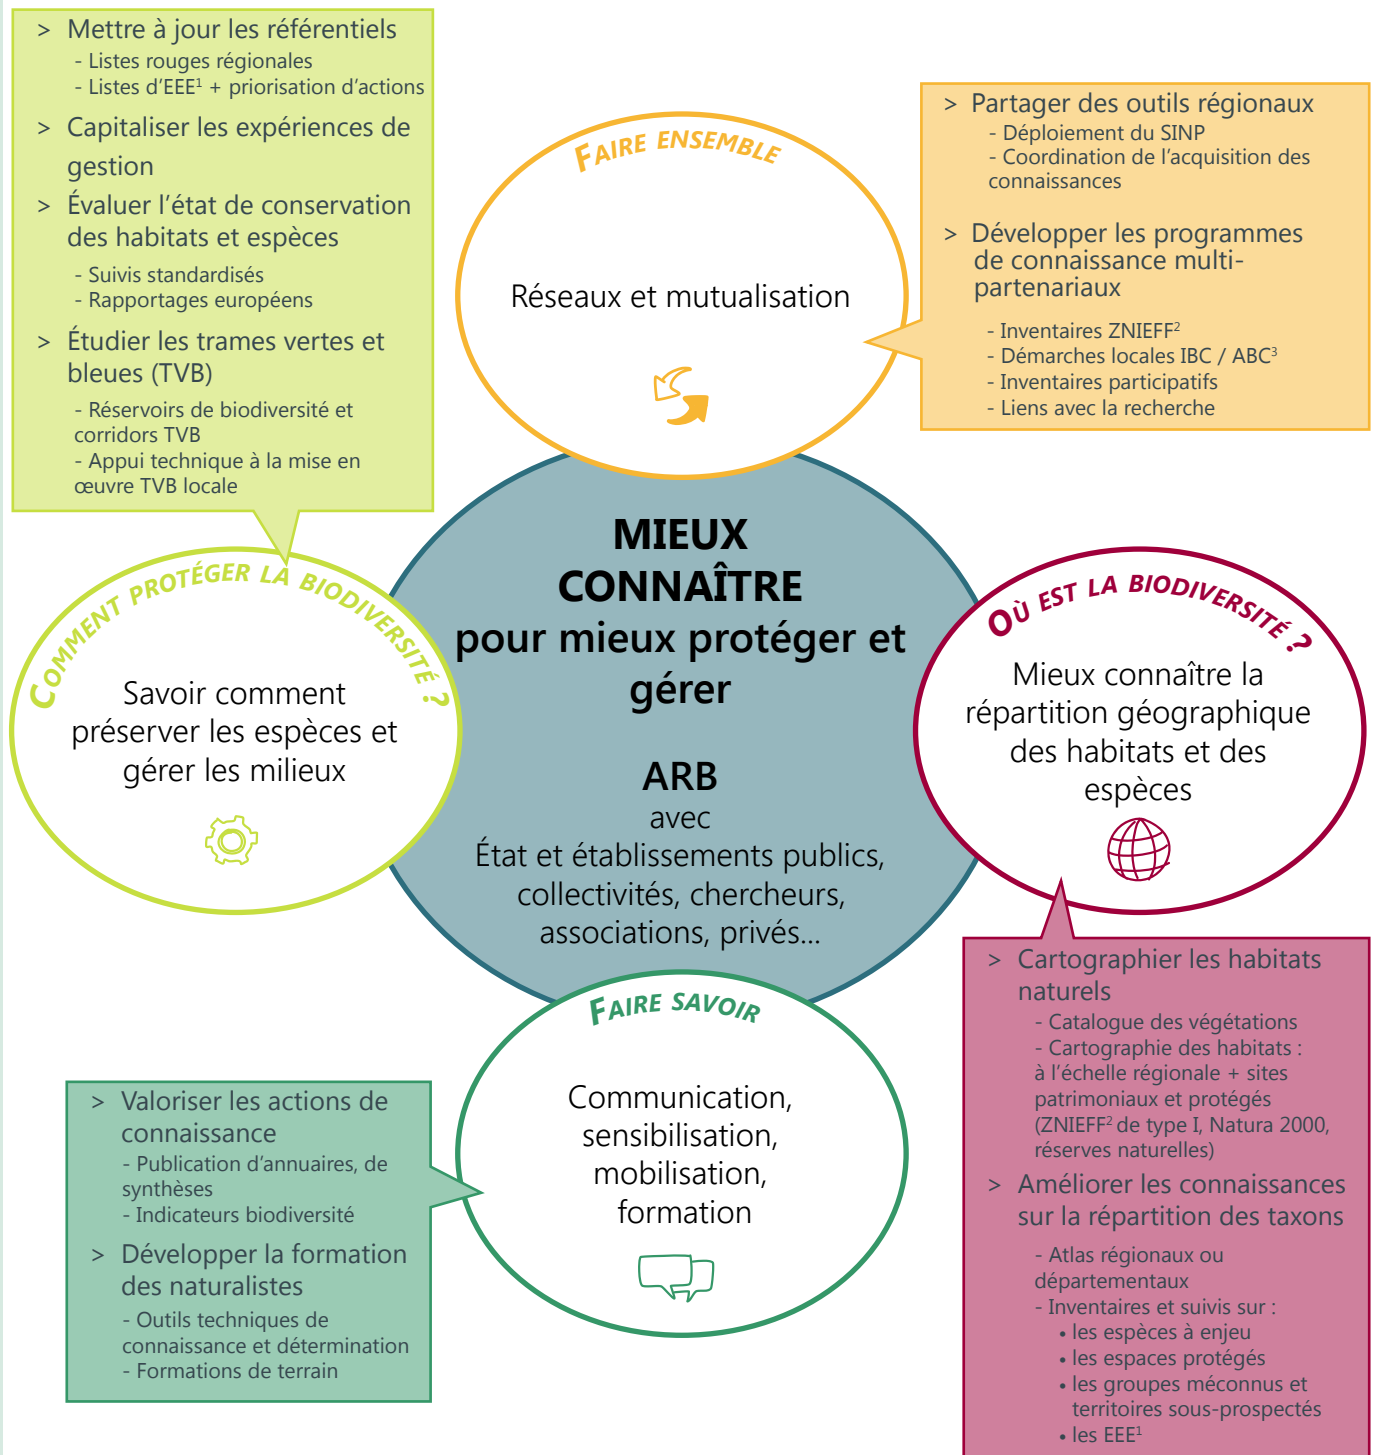 > Mettre à jour les référentiels
- Listes rouges régionales
- Listes d'EEE¹ + priorisation d'actions
> Capitaliser les expériences de
gestion
> Évaluer l'état de conservation
des habitats et espèces
- Suivis standardisés
- Rapportages européens
> Étudier les trames vertes et
bleues (TVB)
- Réservoirs de biodiversité et
corridors TVB
- Appui technique à la mise en
œuvre TVB locale
FAIRE ENSEMBLE
Réseaux et mutualisation
> Partager des outils régionaux
- Déploiement du SINP
- Coordination de l'acquisition des
connaissances
> Développer les programmes
de connaissance multi-
partenariaux
- Inventaires ZNIEFF²
- Démarches locales IBC / ABC³
- Inventaires participatifs
- Liens avec la recherche
COMMENT PROTÉGER LA BIODIVERSITÉ ?
Savoir comment
préserver les espèces et
gérer les milieux
MIEUX
CONNAÎTRE
pour mieux protéger et
gérer
ARB
avec
État et établissements publics,
collectivités, chercheurs,
associations, privés...
OÙ EST LA BIODIVERSITÉ ?
Mieux connaître la
répartition géographique
des habitats et des
espèces
FAIRE SAVOIR
Communication,
sensibilisation,
mobilisation,
formation
> Valoriser les actions de
connaissance
- Publication d'annuaires, de
synthèses
- Indicateurs biodiversité
> Développer la formation
des naturalistes
- Outils techniques de
connaissance et détermination
- Formations de terrain
> Cartographier les habitats
naturels
- Catalogue des végétations
- Cartographie des habitats :
à l'échelle régionale + sites
patrimoniaux et protégés
(ZNIEFF² de type I, Natura 2000,
réserves naturelles)
> Améliorer les connaissances
sur la répartition des taxons
- Atlas régionaux ou
départementaux
- Inventaires et suivis sur :
• les espèces à enjeu
• les espaces protégés
• les groupes méconnus et
territoires sous-prospectés
• les EEE¹